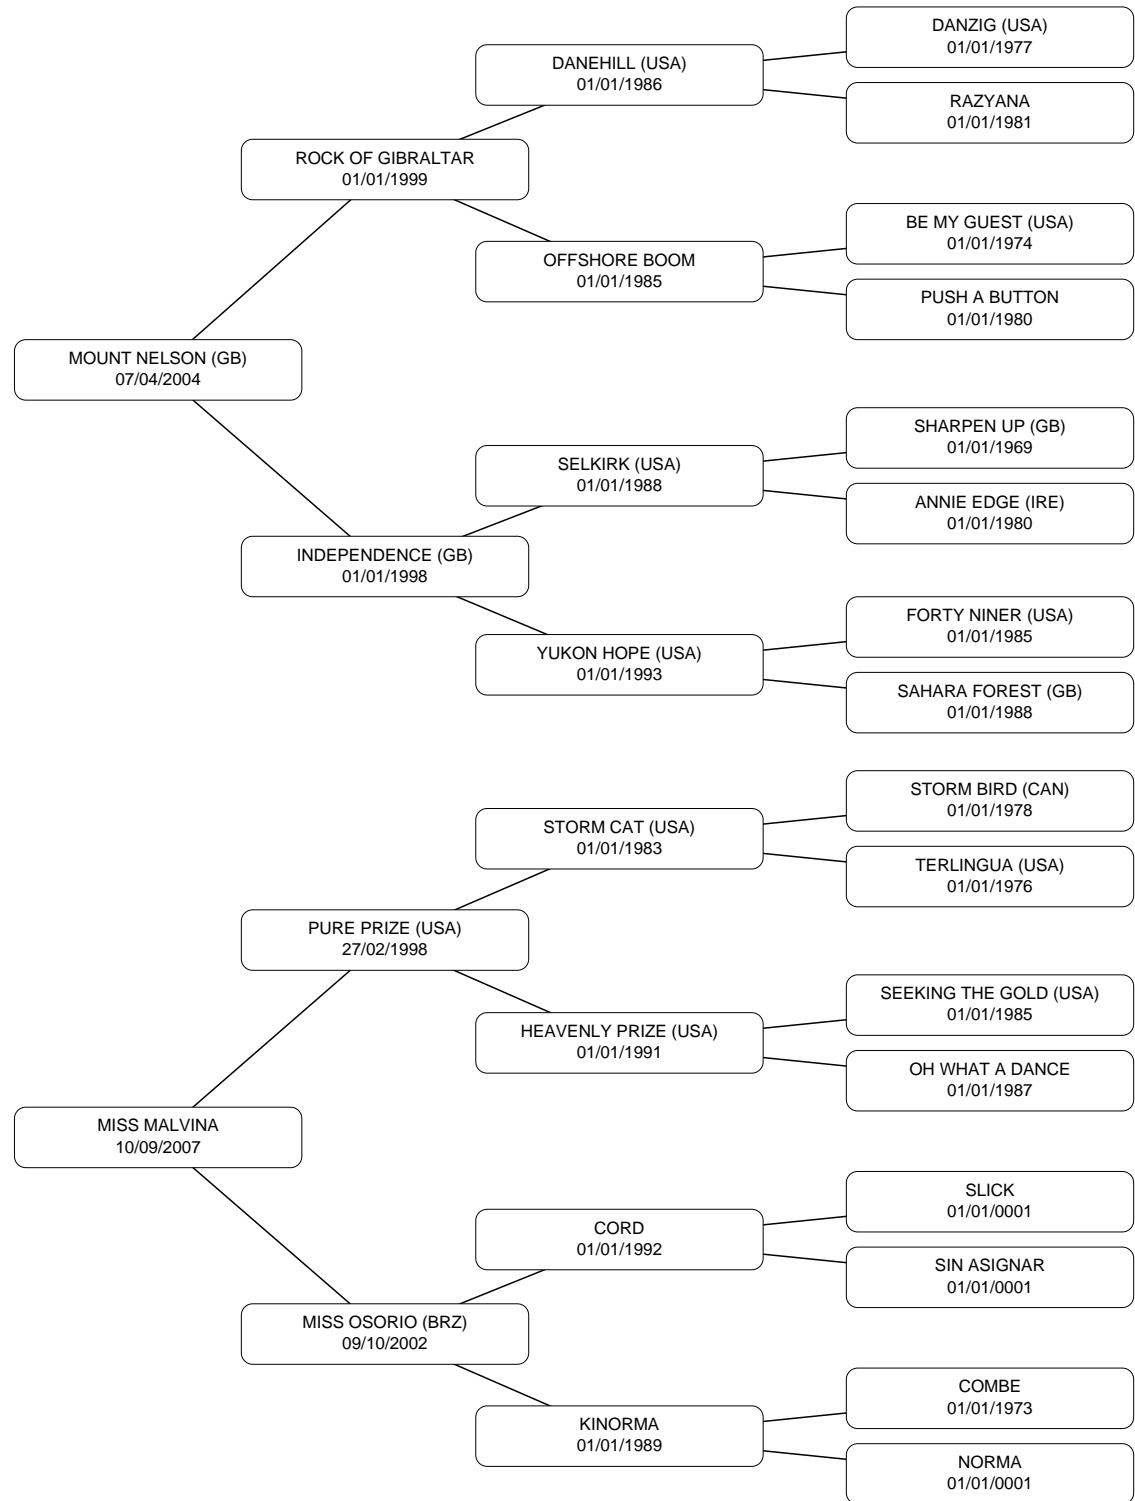 DANZIG (USA)
01/01/1977
DANEHILL (USA)
01/01/1986
RAZYANA
01/01/1981
ROCK OF GIBRALTAR
01/01/1999
BE MY GUEST (USA)
01/01/1974
OFFSHORE BOOM
01/01/1985
PUSH A BUTTON
01/01/1980
MOUNT NELSON (GB)
07/04/2004
SHARPEN UP (GB)
01/01/1969
SELKIRK (USA)
01/01/1988
ANNIE EDGE (IRE)
01/01/1980
INDEPENDENCE (GB)
01/01/1998
FORTY NINER (USA)
01/01/1985
YUKON HOPE (USA)
01/01/1993
SAHARA FOREST (GB)
01/01/1988
STORM BIRD (CAN)
01/01/1978
STORM CAT (USA)
01/01/1983
TERLINGUA (USA)
01/01/1976
PURE PRIZE (USA)
27/02/1998
SEEKING THE GOLD (USA)
01/01/1985
HEAVENLY PRIZE (USA)
01/01/1991
OH WHAT A DANCE
01/01/1987
MISS MALVINA
10/09/2007
SLICK
01/01/0001
CORD
01/01/1992
SIN ASIGNAR
01/01/0001
MISS OSORIO (BRZ)
09/10/2002
COMBE
01/01/1973
KINORMA
01/01/1989
NORMA
01/01/0001